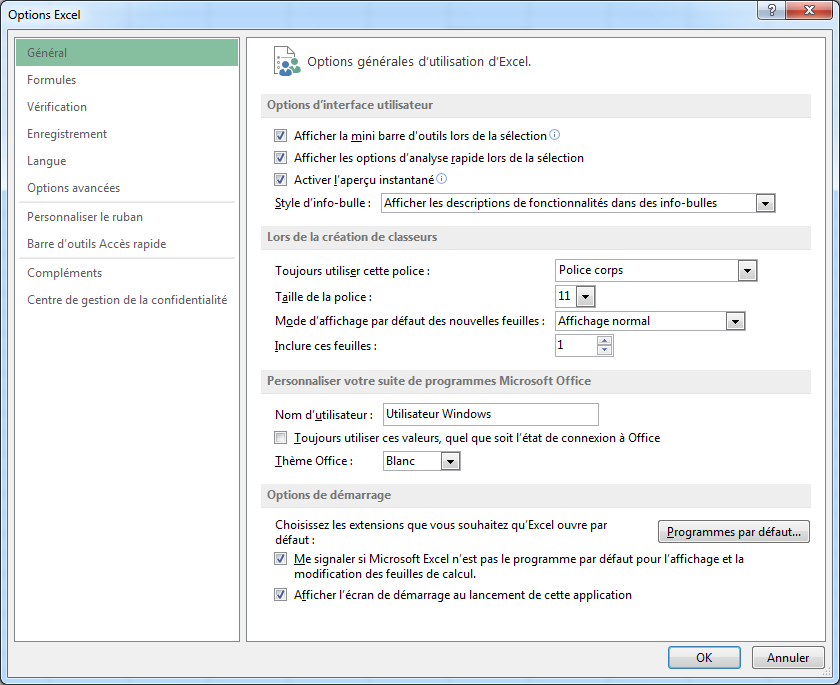 Options Excel
Général
Formules
Vérification
Enregistrement
Langue
Options avancées
Personnaliser le ruban
Barre d'outils Accès rapide
Compléments
Centre de gestion de la confidentialité
Options générales d'utilisation d'Excel.
Options d'interface utilisateur
Afficher la mini barre d'outils lors de la sélection
Afficher les options d'analyse rapide lors de la sélection
Activer l'aperçu instantané
Style d'info-bulle : Afficher les descriptions de fonctionnalités dans des info-bulles
Lors de la création de classeurs
Toujours utiliser cette police : Police corps
Taille de la police : 11
Mode d'affichage par défaut des nouvelles feuilles : Affichage normal
Inclure ces feuilles : 1
Personnaliser votre suite de programmes Microsoft Office
Nom d'utilisateur : Utilisateur Windows
Toujours utiliser ces valeurs, quel que soit l'état de connexion à Office
Thème Office : Blanc
Options de démarrage
Choisissez les extensions que vous souhaitez qu'Excel ouvre par
défaut :
Programmes par défaut...
Me signaler si Microsoft Excel n'est pas le programme par défaut pour l'affichage et la
modification des feuilles de calcul.
Afficher l'écran de démarrage au lancement de cette application
OK Annuler